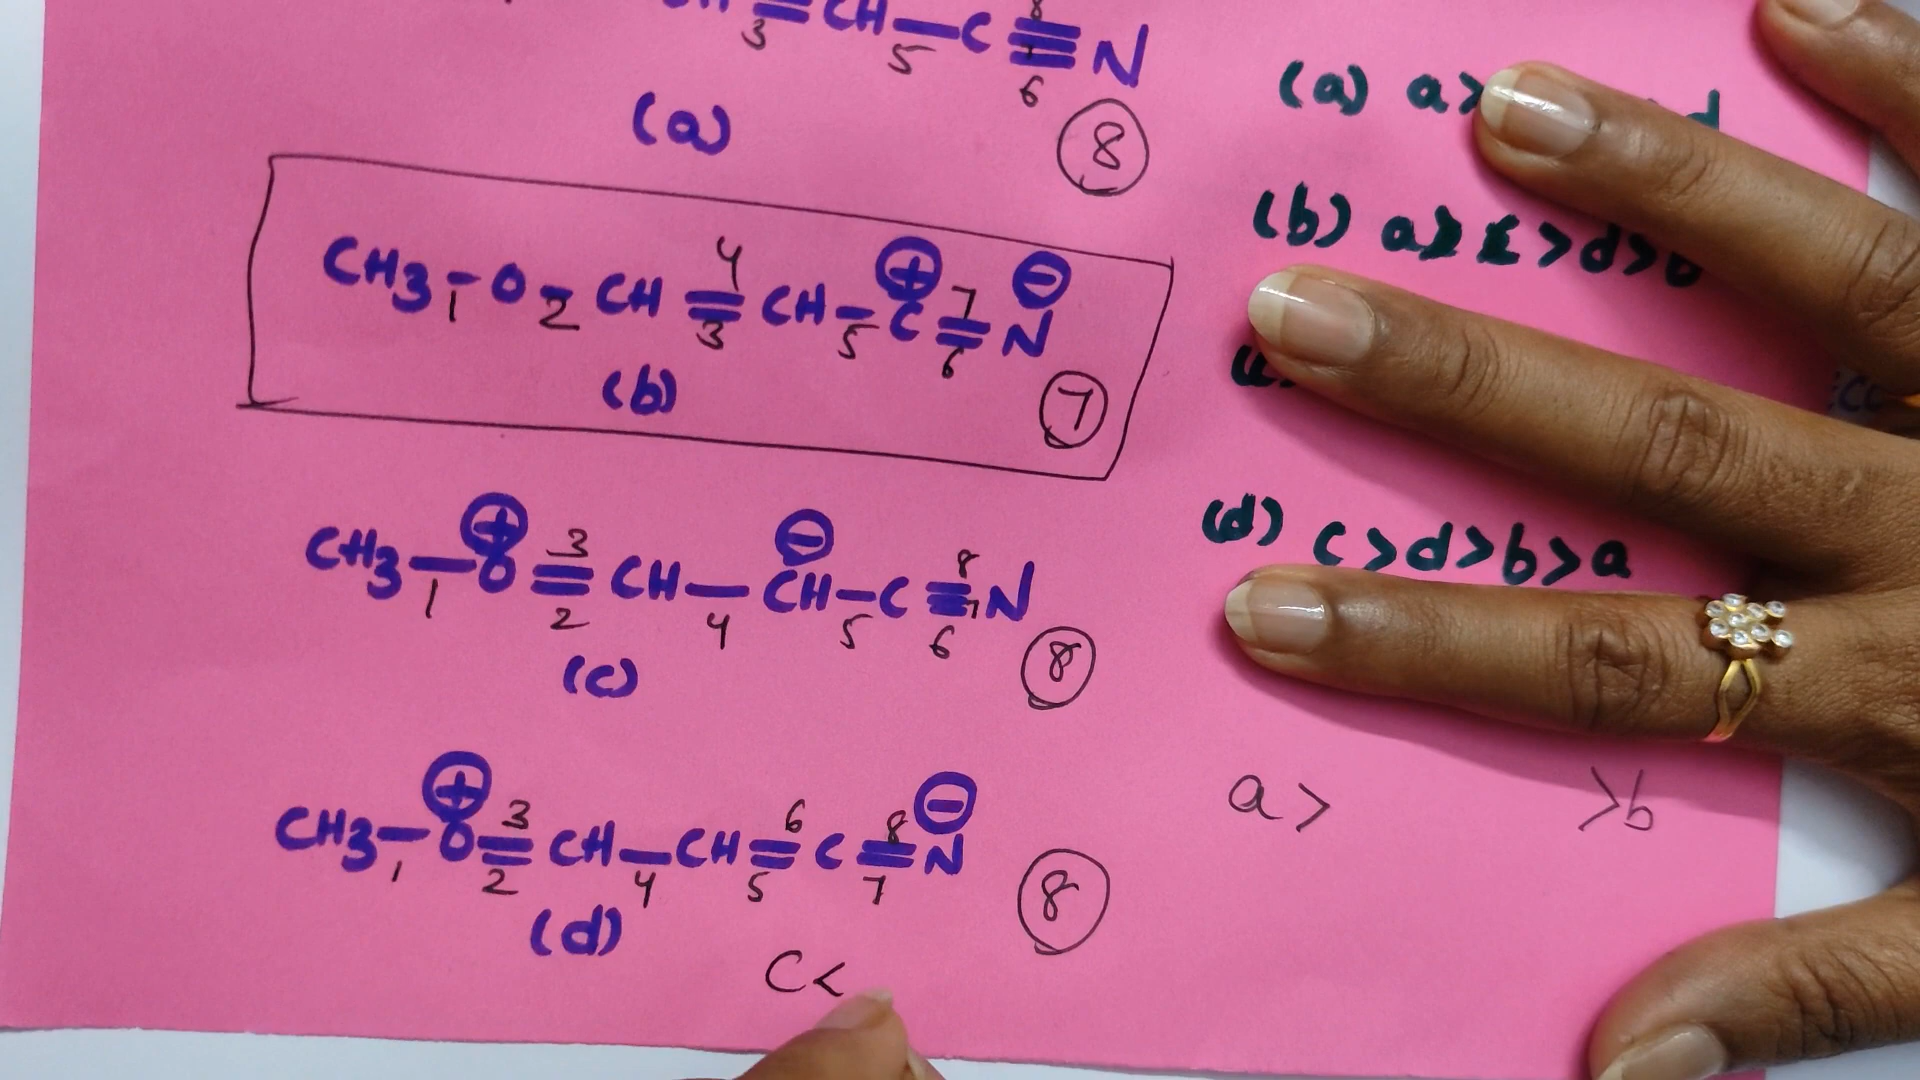 3 CH — C ≡ N
5 6
(a) 8
CH3 – O – CH = CH – C⊕ = N⊖
1 2 3 4 5 6 7
(b) 7
CH3 — O⊕ = CH — CH⊖ – C ≡ N
1 2 3 4 5 6 7 8
(c) 8
CH3 – O⊕ = CH — CH = C = N⊖
1 2 3 4 5 6 7 8
(d) 8
C <
(a) a > d
(b) a > c > d > b
(d) c > d > b > a
a > > b